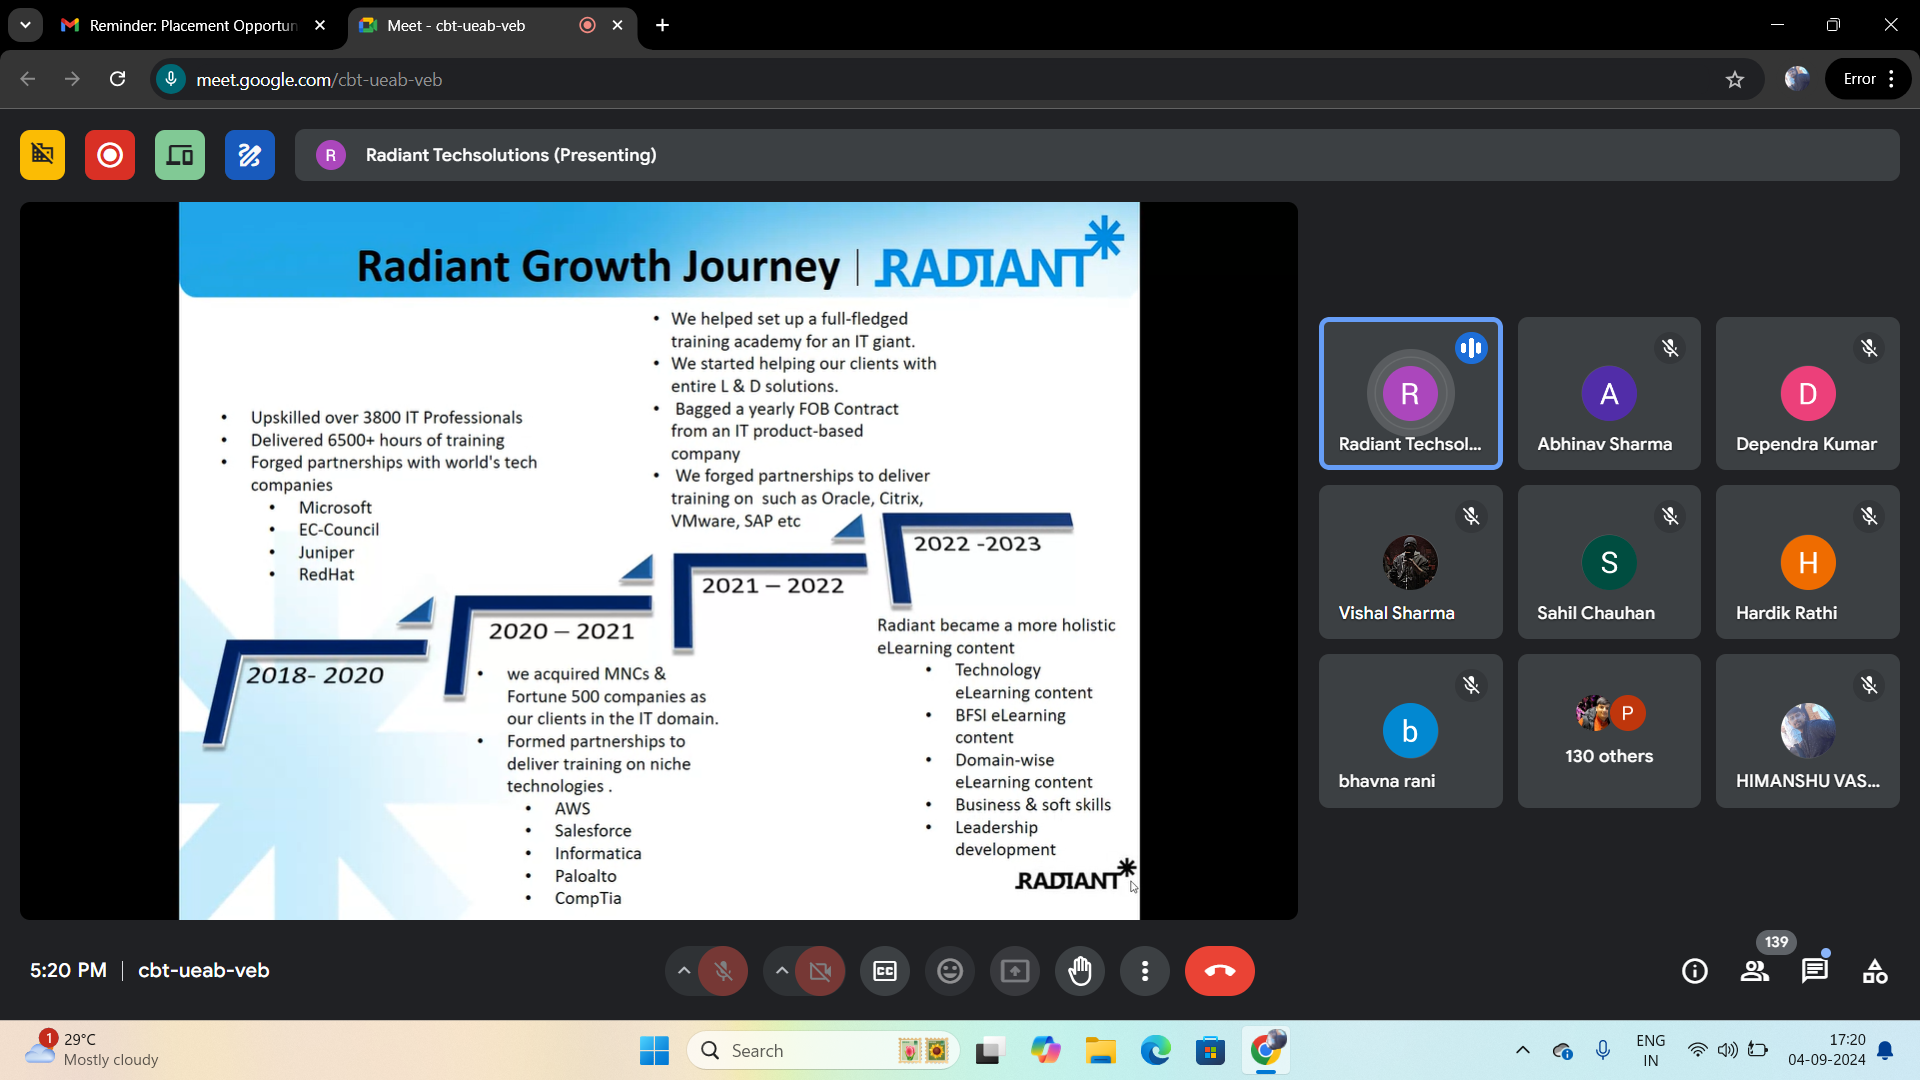 Reminder: Placement Opportun
Meet - cbt-ueab-veb
meet.google.com/cbt-ueab-veb
Error
R
Radiant Techsolutions (Presenting)
Radiant Growth Journey | RADIANT
• We helped set up a full-fledged
training academy for an IT giant.
• We started helping our clients with
entire L & D solutions.
• Bagged a yearly FOB Contract
from an IT product-based
company
• We forged partnerships to deliver
training on such as Oracle, Citrix,
VMware, SAP etc
• Upskilled over 3800 IT Professionals
• Delivered 6500+ hours of training
• Forged partnerships with world's tech
companies
• Microsoft
• EC-Council
• Juniper
• RedHat
2018- 2020
2020 – 2021
2021 – 2022
2022 -2023
• we acquired MNCs &
Fortune 500 companies as
our clients in the IT domain.
• Formed partnerships to
deliver training on niche
technologies .
• AWS
• Salesforce
• Informatica
• Paloalto
• CompTia
Radiant became a more holistic
eLearning content
• Technology
eLearning content
• BFSI eLearning
content
• Domain-wise
eLearning content
• Business & soft skills
• Leadership
development
RADIANT
R
Radiant Techsol...
A
Abhinav Sharma
D
Dependra Kumar
Vishal Sharma
S
Sahil Chauhan
H
Hardik Rathi
b
bhavna rani
P
130 others
HIMANSHU VAS...
5:20 PM | cbt-ueab-veb
CC
139
1
29°C
Mostly cloudy
Search
ENG
IN
17:20
04-09-2024